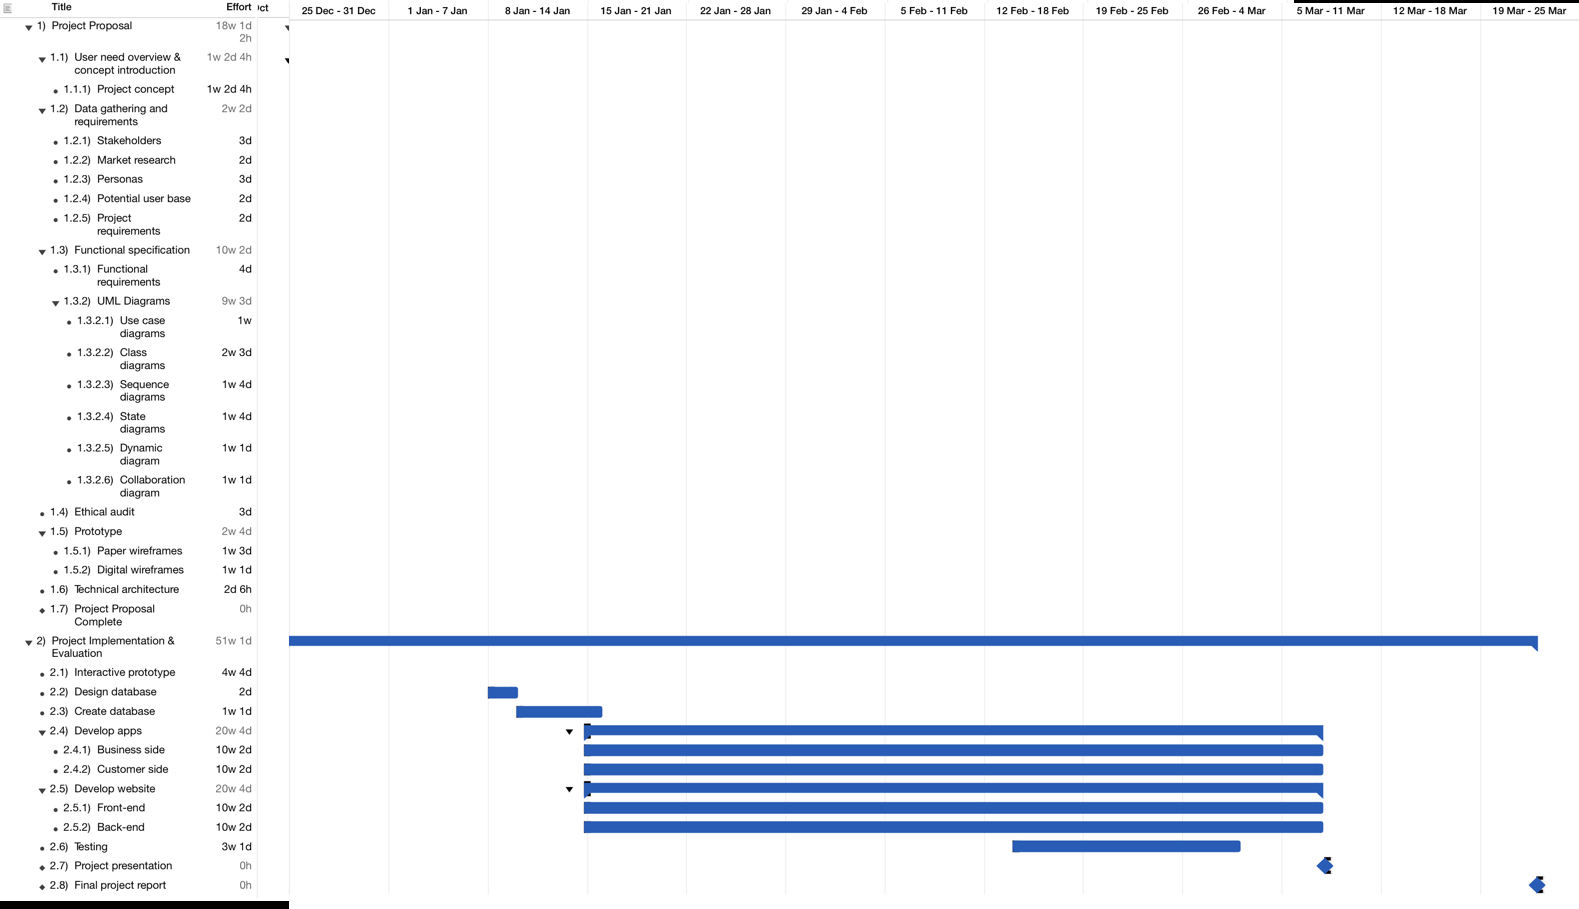 Title Effort ct 25 Dec - 31 Dec 1 Jan - 7 Jan 8 Jan - 14 Jan 15 Jan - 21 Jan 22 Jan - 28 Jan 29 Jan - 4 Feb 5 Feb - 11 Feb 12 Feb - 18 Feb 19 Feb - 25 Feb 26 Feb - 4 Mar 5 Mar - 11 Mar 12 Mar - 18 Mar 19 Mar - 25 Mar
1) Project Proposal 18w 1d
2h
1.1) User need overview & 1w 2d 4h
concept introduction
1.1.1) Project concept 1w 2d 4h
1.2) Data gathering and 2w 2d
requirements
1.2.1) Stakeholders 3d
1.2.2) Market research 2d
1.2.3) Personas 3d
1.2.4) Potential user base 2d
1.2.5) Project 2d
requirements
1.3) Functional specification 10w 2d
1.3.1) Functional 4d
requirements
1.3.2) UML Diagrams 9w 3d
1.3.2.1) Use case 1w
diagrams
1.3.2.2) Class 2w 3d
diagrams
1.3.2.3) Sequence 1w 4d
diagrams
1.3.2.4) State 1w 4d
diagrams
1.3.2.5) Dynamic 1w 1d
diagram
1.3.2.6) Collaboration 1w 1d
diagram
1.4) Ethical audit 3d
1.5) Prototype 2w 4d
1.5.1) Paper wireframes 1w 3d
1.5.2) Digital wireframes 1w 1d
1.6) Technical architecture 2d 6h
1.7) Project Proposal 0h
Complete
2) Project Implementation & 51w 1d
Evaluation
2.1) Interactive prototype 4w 4d
2.2) Design database 2d
2.3) Create database 1w 1d
2.4) Develop apps 20w 4d
2.4.1) Business side 10w 2d
2.4.2) Customer side 10w 2d
2.5) Develop website 20w 4d
2.5.1) Front-end 10w 2d
2.5.2) Back-end 10w 2d
2.6) Testing 3w 1d
2.7) Project presentation 0h
2.8) Final project report 0h